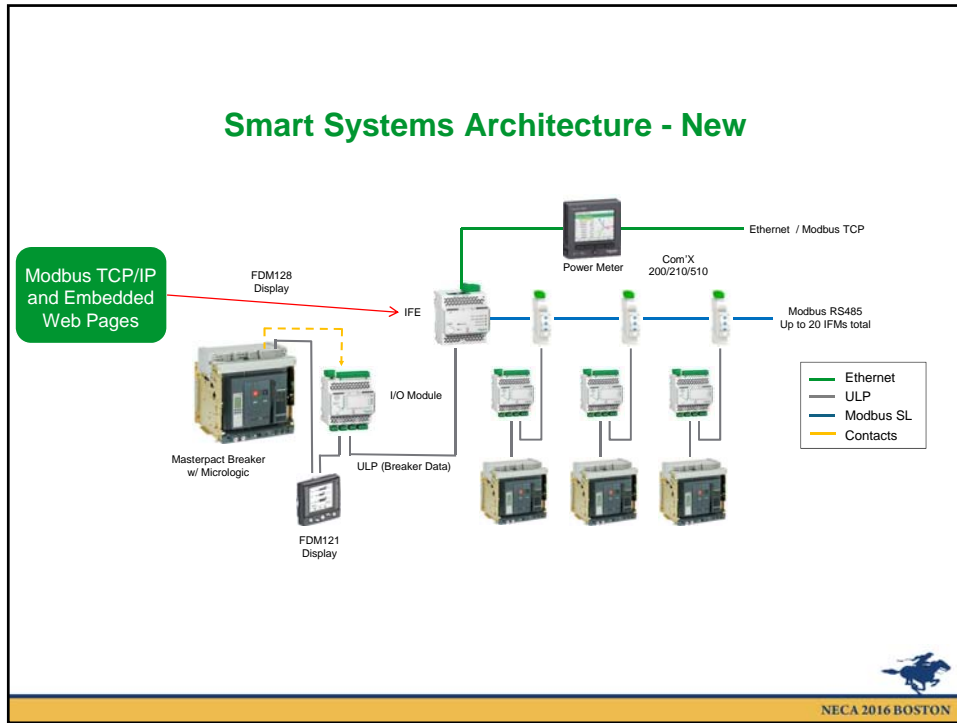 Smart Systems Architecture - New
Ethernet / Modbus TCP
Power Meter
Com'X
200/210/510
Modbus TCP/IP
and Embedded
Web Pages
FDM128
Display
IFE
Modbus RS485
Up to 20 IFMs total
I/O Module
Ethernet
ULP
Modbus SL
Contacts
Masterpact Breaker
w/ Micrologic
ULP (Breaker Data)
FDM121
Display
NECA 2016 BOSTON